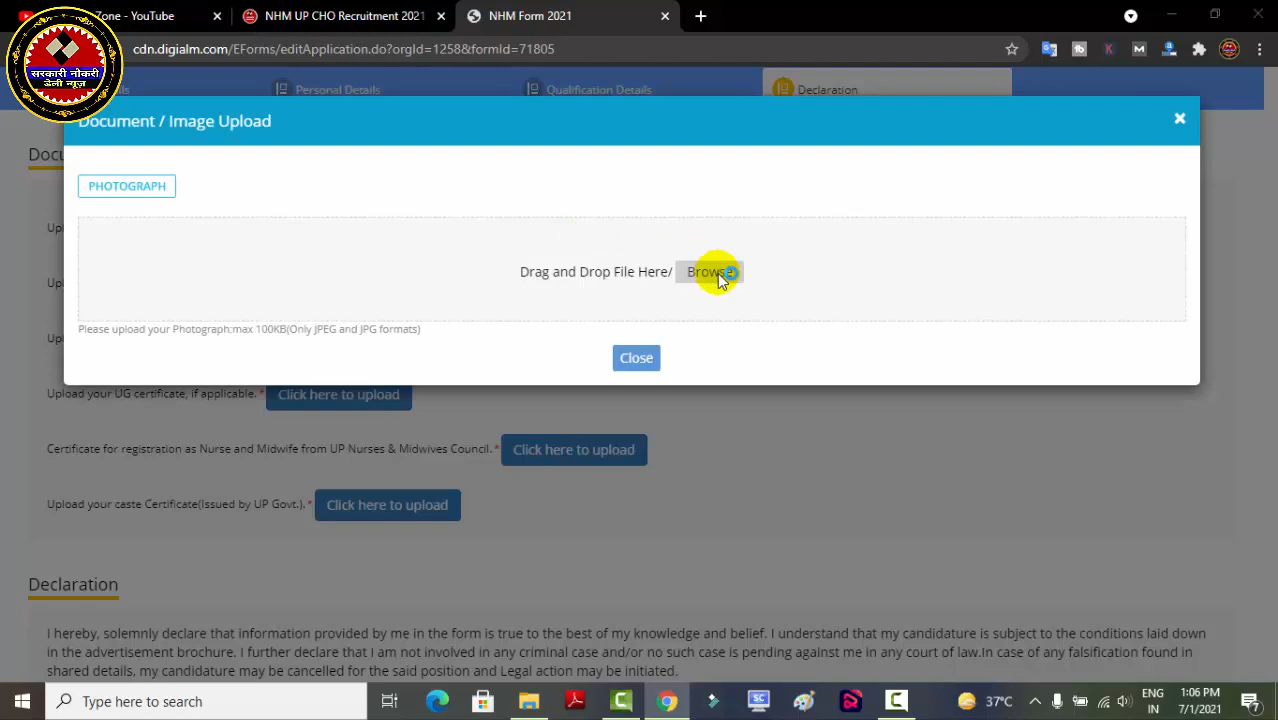 Zone - YouTube
NHM UP CHO Recruitment 2021
NHM Form 2021
cdn.digialm.com/EForms/editApplication.do?orgId=1258&formId=71805
सरकारी नौकरी
डेली न्यूज़
Personal Details
Qualification Details
Declaration
Document / Image Upload
PHOTOGRAPH
Drag and Drop File Here/ Browse
Please upload your Photograph:max 100KB(Only JPEG and JPG formats)
Close
Upload your UG certificate, if applicable.* Click here to upload
Certificate for registration as Nurse and Midwife from UP Nurses & Midwives Council.* Click here to upload
Upload your caste Certificate(Issued by UP Govt.).* Click here to upload
Declaration
I hereby, solemnly declare that information provided by me in the form is true to the best of my knowledge and belief. I understand that my candidature is subject to the conditions laid down
in the advertisement brochure. I further declare that I am not involved in any criminal case and/or no such case is pending against me in any court of law.In case of any falsification found in
shared details, my candidature may be cancelled for the said position and Legal action may be initiated.
Type here to search
37°C
ENG
IN
1:06 PM
7/1/2021